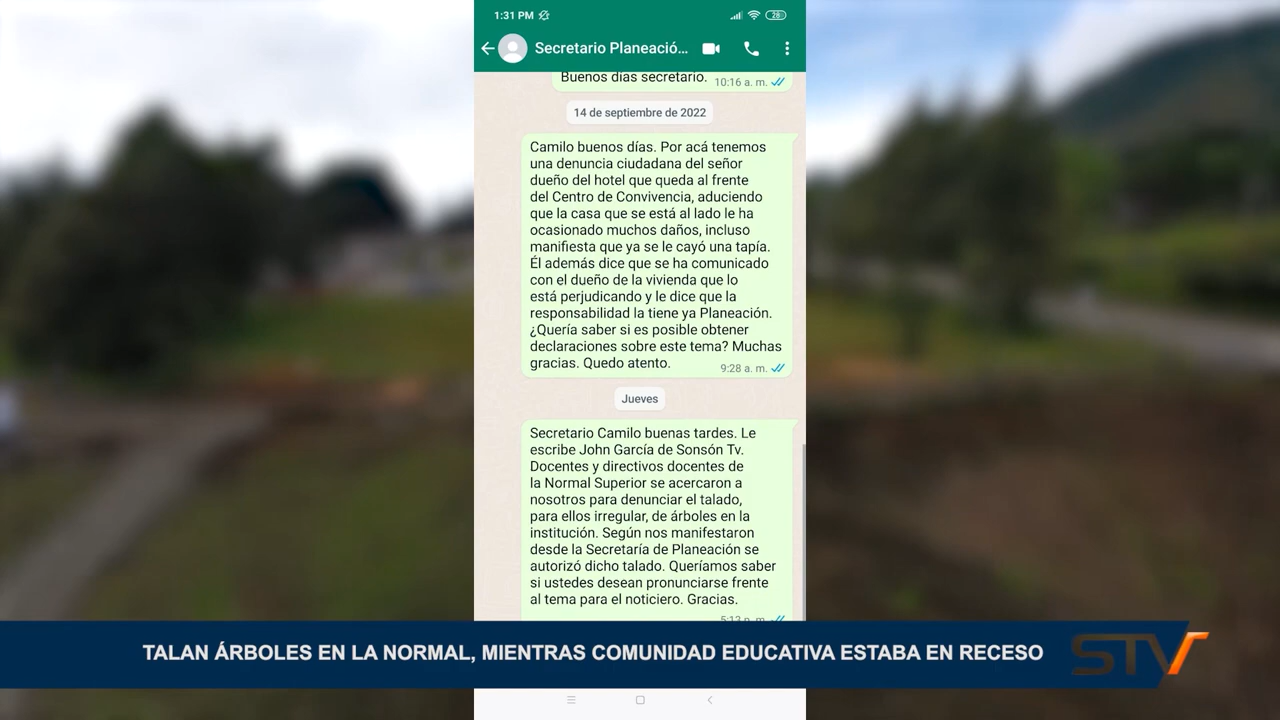 1:31 PM
28
Secretario Planeació...
Buenos días secretario. 10:16 a. m.
14 de septiembre de 2022
Camilo buenos días. Por acá tenemos
una denuncia ciudadana del señor
dueño del hotel que queda al frente
del Centro de Convivencia, aduciendo
que la casa que se está al lado le ha
ocasionado muchos daños, incluso
manifiesta que ya se le cayó una tapía.
Él además dice que se ha comunicado
con el dueño de la vivienda que lo
está perjudicando y le dice que la
responsabilidad la tiene ya Planeación.
¿Quería saber si es posible obtener
declaraciones sobre este tema? Muchas
gracias. Quedo atento. 9:28 a. m.
Jueves
Secretario Camilo buenas tardes. Le
escribe John García de Sonsón Tv.
Docentes y directivos docentes de
la Normal Superior se acercaron a
nosotros para denunciar el talado,
para ellos irregular, de árboles en la
institución. Según nos manifestaron
desde la Secretaría de Planeación se
autorizó dicho talado. Queríamos saber
si ustedes desean pronunciarse frente
al tema para el noticiero. Gracias.
5:13 p. m.
TALAN ÁRBOLES EN LA NORMAL, MIENTRAS COMUNIDAD EDUCATIVA ESTABA EN RECESO
STV